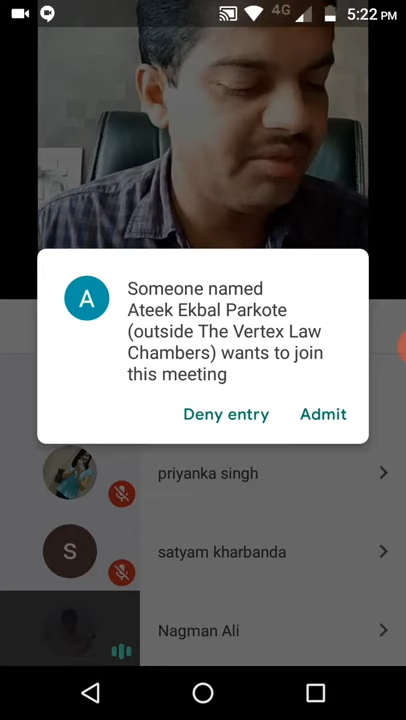 4G 5:22 PM
A
Someone named
Ateek Ekbal Parkote
(outside The Vertex Law
Chambers) wants to join
this meeting
Deny entry Admit
priyanka singh
S satyam kharbanda
Nagman Ali